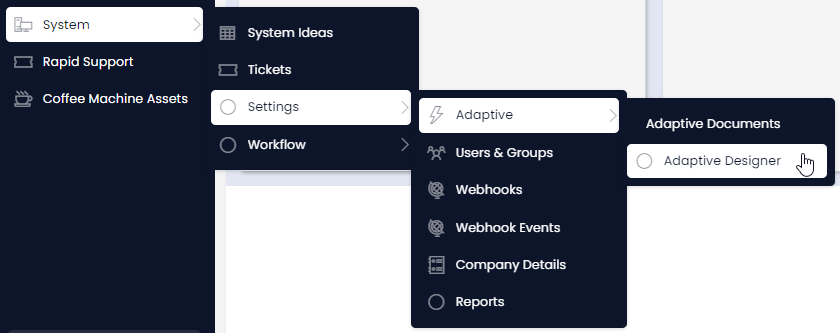 System
Rapid Support
Coffee Machine Assets
System Ideas
Tickets
Settings
Workflow
Adaptive
Users & Groups
Webhooks
Webhook Events
Company Details
Reports
Adaptive Documents
Adaptive Designer